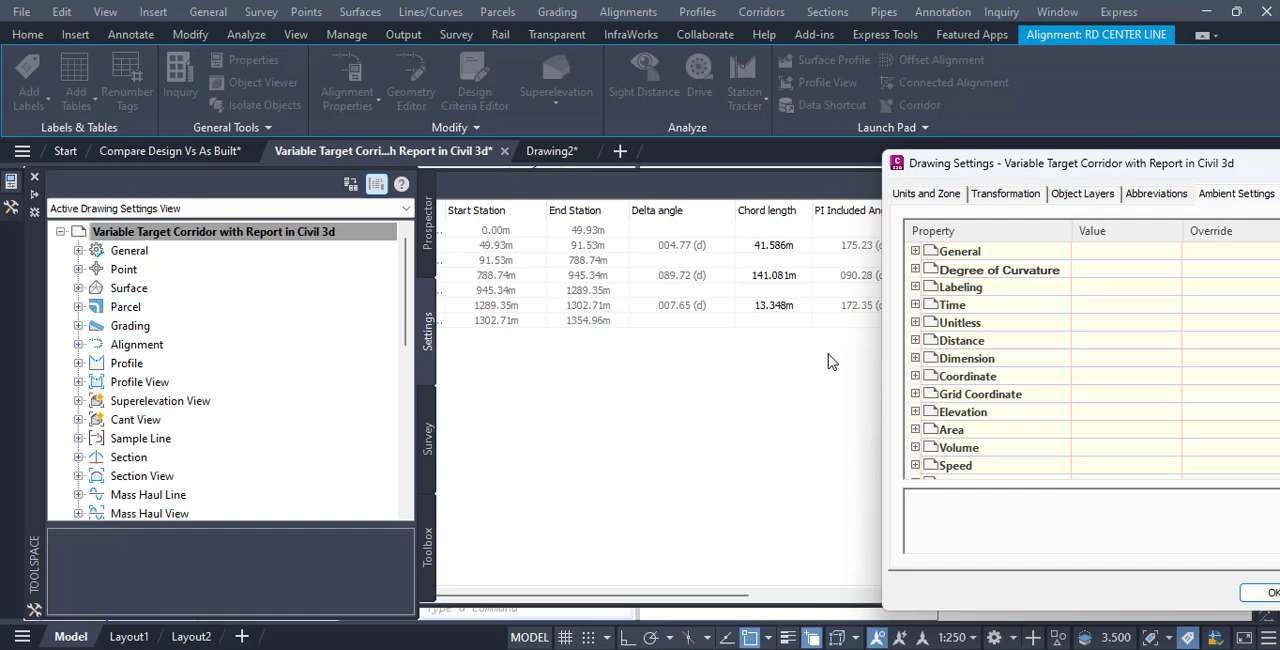 File Edit View Insert General Survey Points Surfaces Lines/Curves Parcels Grading Alignments Profiles Corridors Sections Pipes Annotation Inquiry Window Express
Home Insert Annotate Modify Analyze View Manage Output Survey Rail Transparent InfraWorks Collaborate Help Add-ins Express Tools Featured Apps Alignment: RD CENTER LINE
Add Labels Add Tables Renumber Tags
Labels & Tables
Inquiry Properties Object Viewer Isolate Objects
General Tools
Alignment Properties Geometry Editor Design Criteria Editor Superelevation
Modify
Sight Distance Drive Station Tracker
Analyze
Surface Profile Offset Alignment
Profile View Connected Alignment
Data Shortcut Corridor
Launch Pad
Start Compare Design Vs As Built* Variable Target Corri...h Report in Civil 3d* Drawing2*
Active Drawing Settings View
Variable Target Corridor with Report in Civil 3d
General
Point
Surface
Parcel
Grading
Alignment
Profile
Profile View
Superelevation View
Cant View
Sample Line
Section
Section View
Mass Haul Line
Mass Haul View
TOOLSPACE
Prospector
Settings
Survey
Toolbox
Start Station End Station Delta angle Chord length PI Included An
0.00m 49.93m
49.93m 91.53m 004.77 (d) 41.586m 175.23 (d
91.53m 788.74m
788.74m 945.34m 089.72 (d) 141.081m 090.28 (d
945.34m 1289.35m
1289.35m 1302.71m 007.65 (d) 13.348m 172.35 (d
1302.71m 1354.96m
Type a command
Drawing Settings - Variable Target Corridor with Report in Civil 3d
Units and Zone Transformation Object Layers Abbreviations Ambient Settings
Property Value Override
General
Degree of Curvature
Labeling
Time
Unitless
Distance
Dimension
Coordinate
Grid Coordinate
Elevation
Area
Volume
Speed
OK
Model Layout1 Layout2 MODEL 1:250 3.500